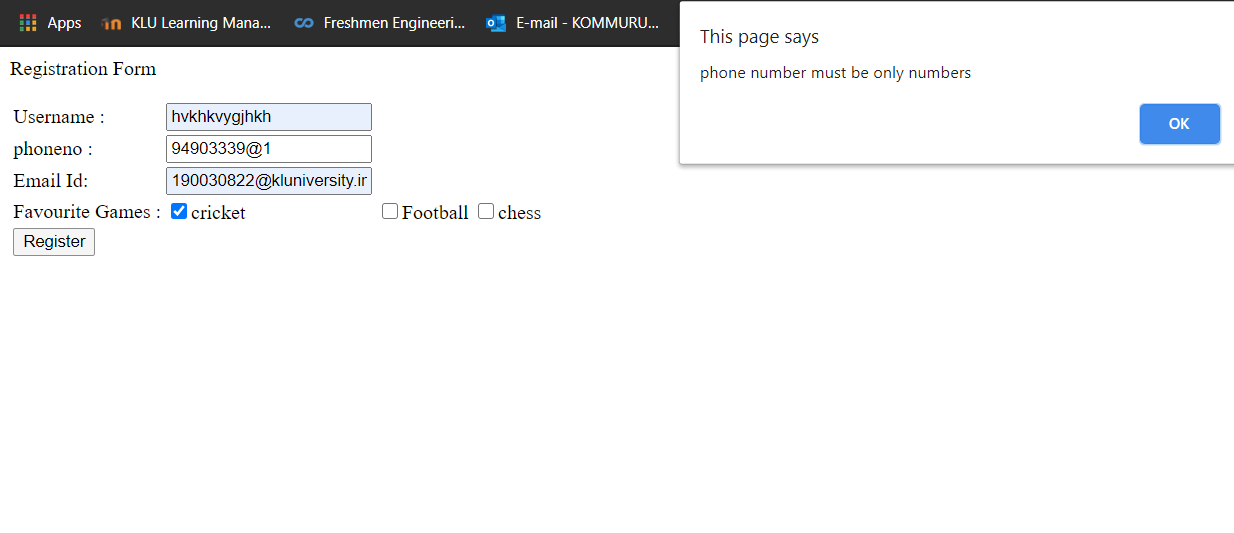 Apps KLU Learning Mana... Freshmen Engineeri... E-mail - KOMMURU...
This page says
phone number must be only numbers
OK
Registration Form
Username : hvkhkvygjhkh
phoneno : 94903339@1
Email Id: 190030822@kluniversity.ir
Favourite Games : cricket Football chess
Register